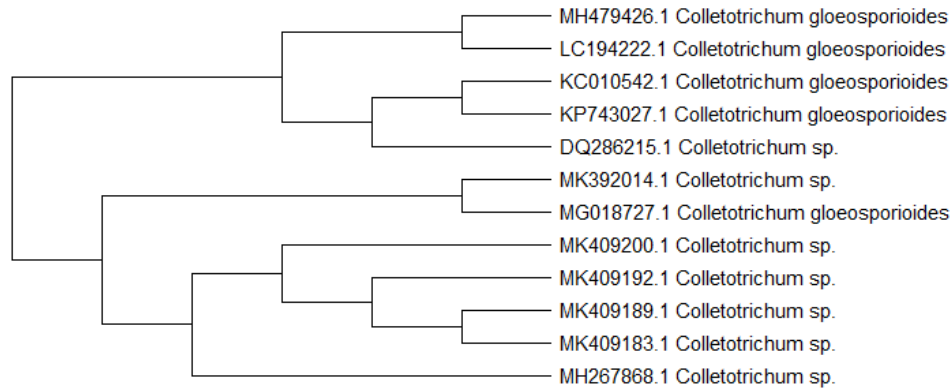 MH479426.1 Colletotrichum gloeosporioides
LC194222.1 Colletotrichum gloeosporioides
KC010542.1 Colletotrichum gloeosporioides
KP743027.1 Colletotrichum gloeosporioides
DQ286215.1 Colletotrichum sp.
MK392014.1 Colletotrichum sp.
MG018727.1 Colletotrichum gloeosporioides
MK409200.1 Colletotrichum sp.
MK409192.1 Colletotrichum sp.
MK409189.1 Colletotrichum sp.
MK409183.1 Colletotrichum sp.
MH267868.1 Colletotrichum sp.